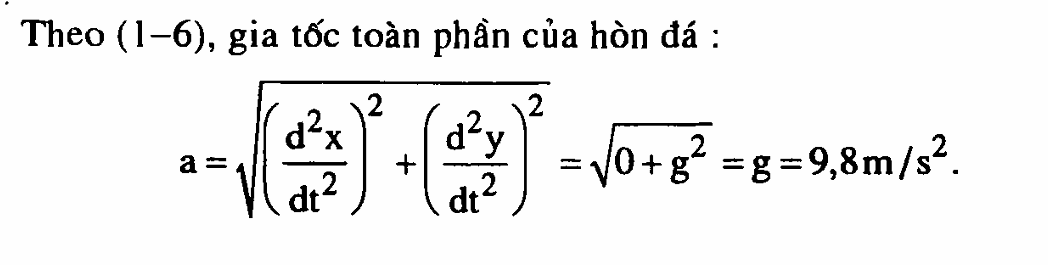 Theo (1–6), gia tốc toàn phần của hòn đá :
a = √((d²x/dt²)² + (d²y/dt²)²) = √(0 + g²) = g = 9,8m/s².